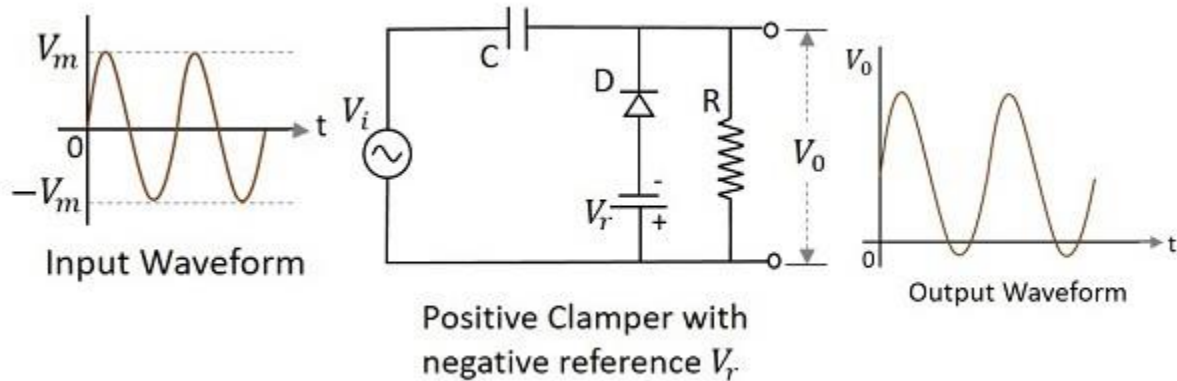 V_m
0
t
−V_m
Input Waveform
C
V_i
D
R
V_r
-
+
V_0
Positive Clamper with
negative reference V_r
V_0
0
t
Output Waveform